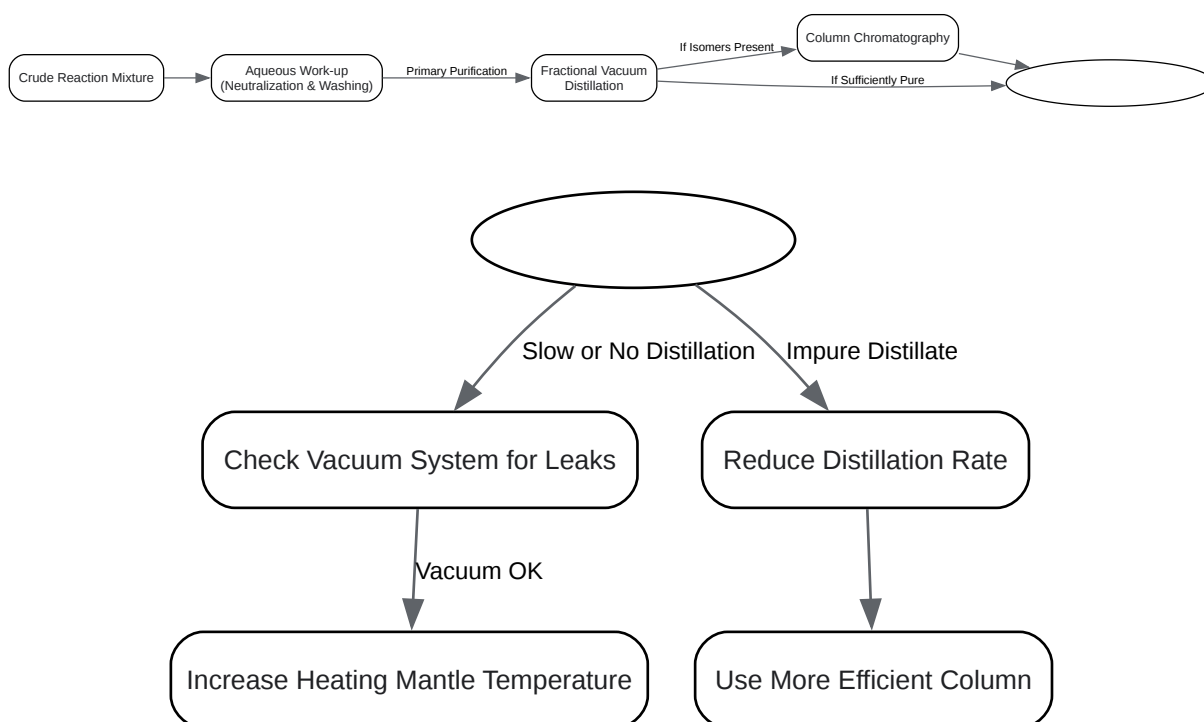 Crude Reaction Mixture
Aqueous Work-up
(Neutralization & Washing)
Primary Purification
Fractional Vacuum
Distillation
If Isomers Present
Column Chromatography
If Sufficiently Pure
Slow or No Distillation
Impure Distillate
Check Vacuum System for Leaks
Reduce Distillation Rate
Vacuum OK
Increase Heating Mantle Temperature
Use More Efficient Column